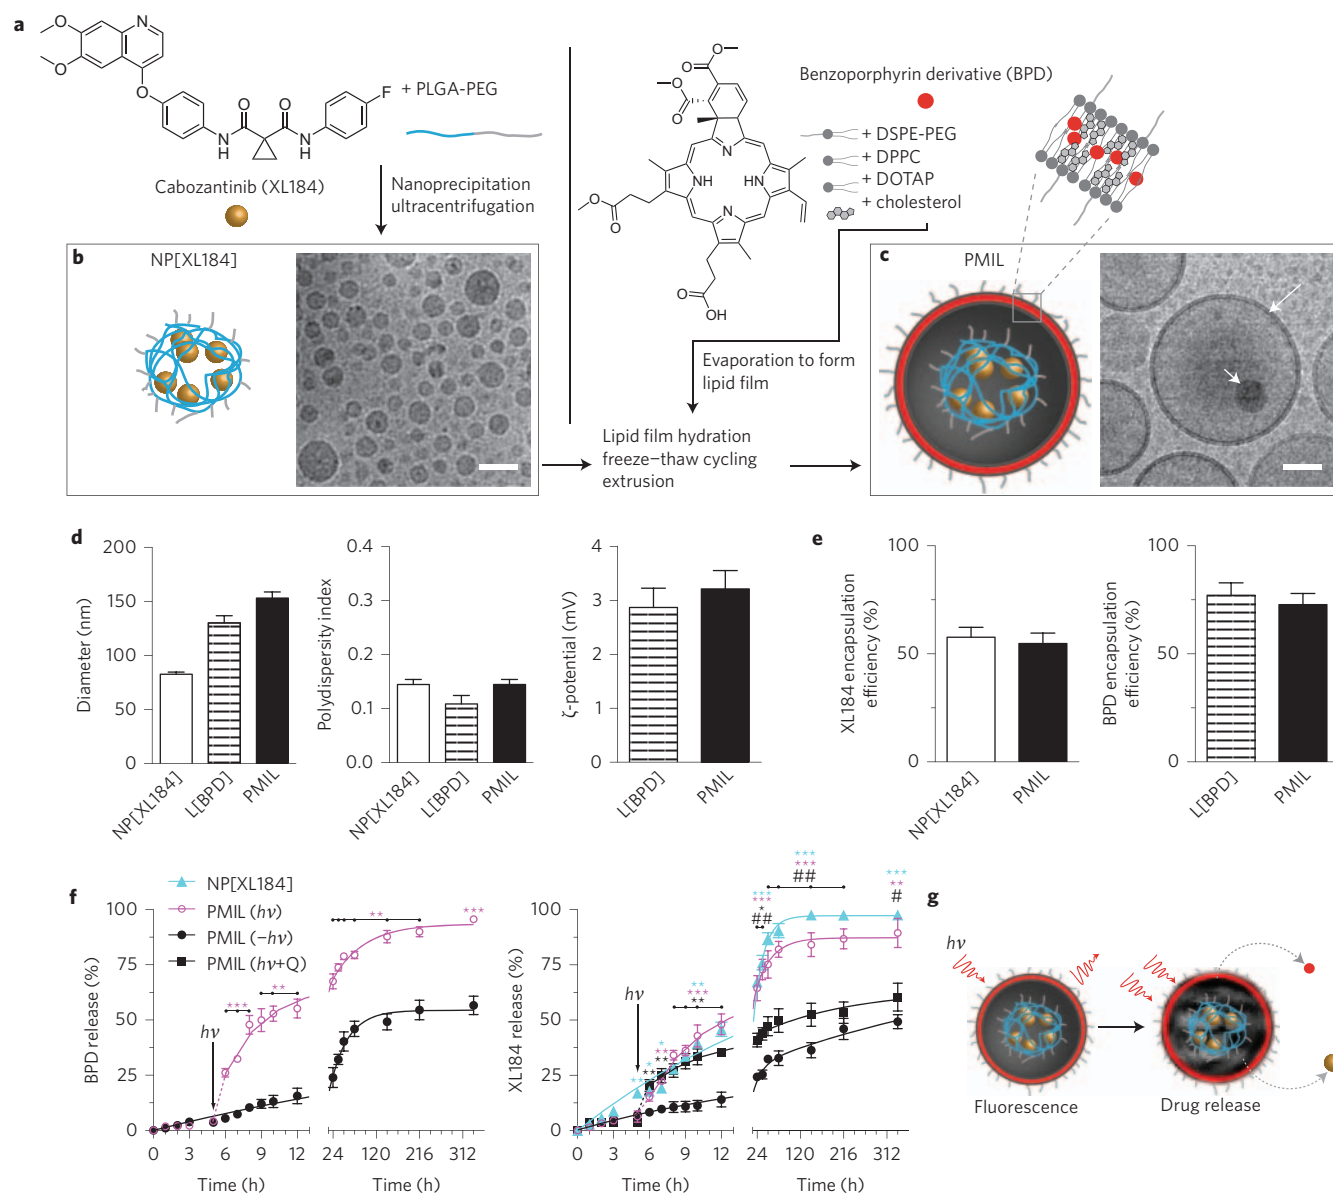 a
N
O
O
O
O
O
N
H
N
H
F
+ PLGA-PEG
Cabozantinib (XL184)
Nanoprecipitation
ultracentrifugation
O
O
O
O
N
NH
HN
N
O
O
O
OH
Benzoporphyrin derivative (BPD)
+ DSPE-PEG
+ DPPC
+ DOTAP
+ cholesterol
b
NP[XL184]
Evaporation to form
lipid film
Lipid film hydration
freeze–thaw cycling
extrusion
c
PMIL
d
Diameter (nm)
200
150
100
50
0
NP[XL184]
L[BPD]
PMIL
Polydispersity index
0.4
0.3
0.2
0.1
0.0
NP[XL184]
L[BPD]
PMIL
ζ-potential (mV)
4
3
2
1
0
L[BPD]
PMIL
e
XL184 encapsulation
efficiency (%)
100
50
0
NP[XL184]
PMIL
BPD encapsulation
efficiency (%)
100
50
0
L[BPD]
PMIL
f
NP[XL184]
PMIL (hν)
PMIL (−hν)
PMIL (hν+Q)
BPD release (%)
100
75
50
25
0
hν
***
**
**
***
0 3 6 9 12 24 120 216 312
Time (h)
XL184 release (%)
100
75
50
25
0
hν
**
*
**
*
**
**
**
***
**
***
***
*
##
***
***
##
***
**
#
0 3 6 9 12 24 120 216 312
Time (h)
g
hν
Fluorescence
Drug release